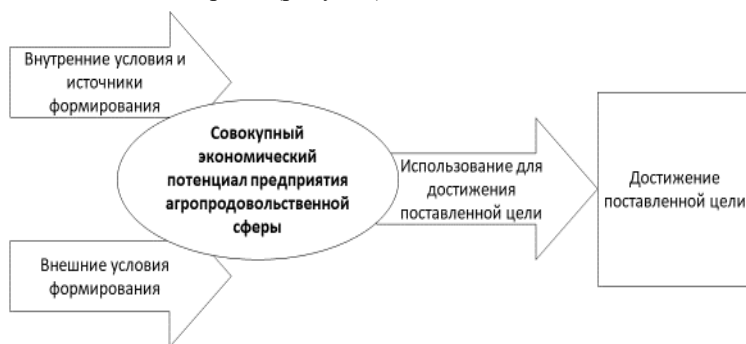 Внутренние условия и
источники
формирования
Совокупный
экономический
потенциал предприятия
агропродовольственной
сферы
Внешние условия
формирования
Использование для
достижения
поставленной цели
Достижение
поставленной цели